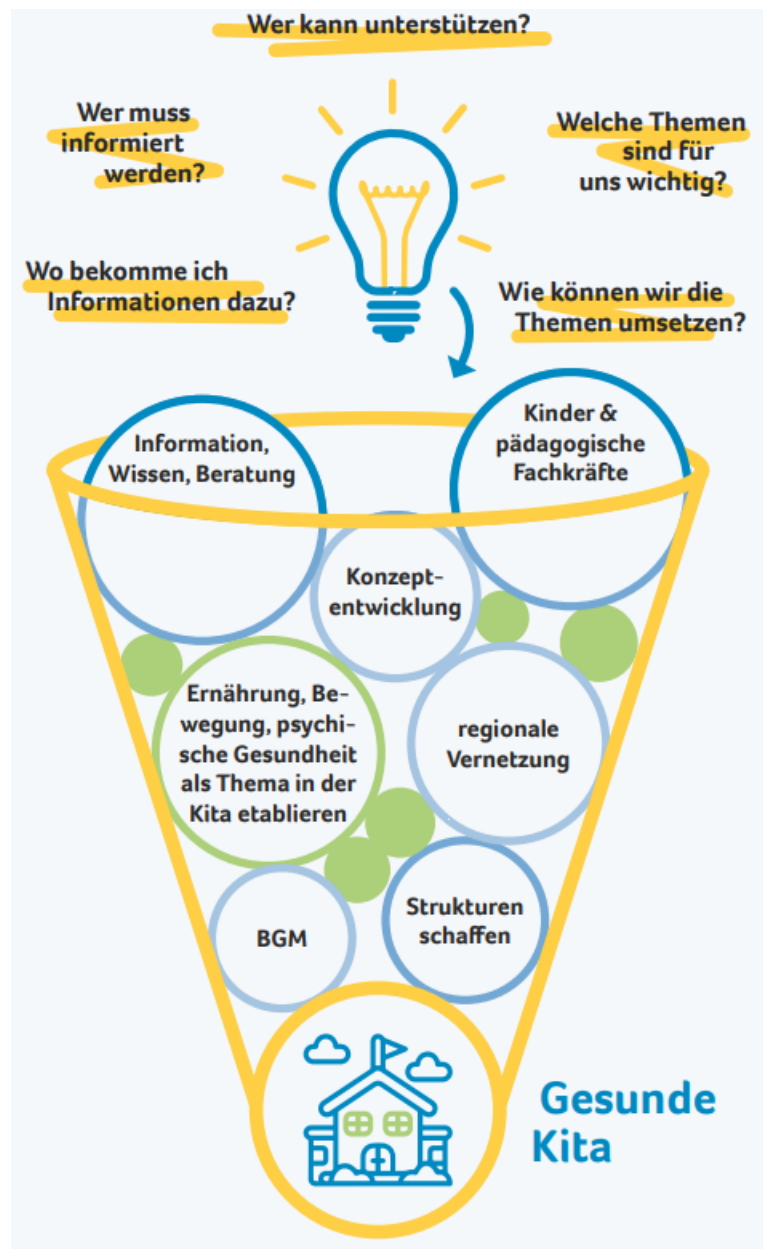 Wer kann unterstützen?
Wer muss
informiert
werden?
Welche Themen
sind für
uns wichtig?
Wo bekomme ich
Informationen dazu?
Wie können wir die
Themen umsetzen?
Information,
Wissen, Beratung
Kinder &
pädagogische
Fachkräfte
Konzept-
entwicklung
Ernährung, Be-
wegung, psychi-
sche Gesundheit
als Thema in der
Kita etablieren
regionale
Vernetzung
BGM
Strukturen
schaffen
Gesunde
Kita